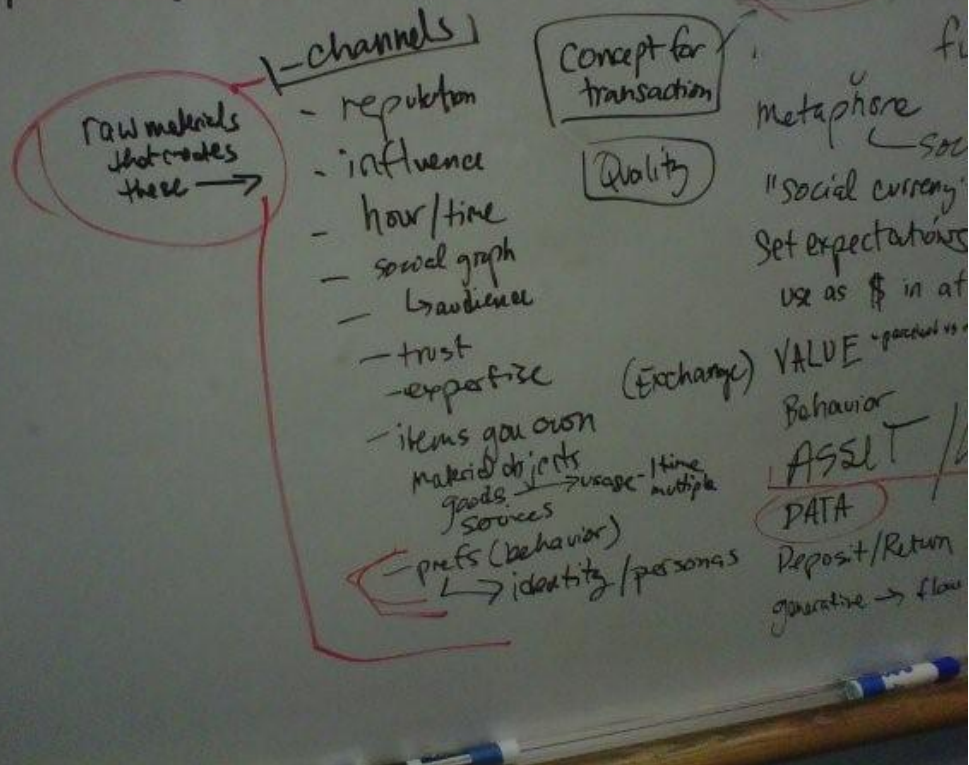 raw materials
that creates
these →
- channels
- reputation
- influence
- hour/time
- social graph
- ↳ audience
- trust
- expertise
- items you own
material objects
goods → usage - 1 time
multiple
services
- prefs (behavior)
↳ identity/personas
Concept for
transaction
Quality
(Exchange)
metaphore
"social curreny"
Set expectations
use as $ in
VALUE
Behavior
ASSET /
DATA
Deposit/Return
generative → flow